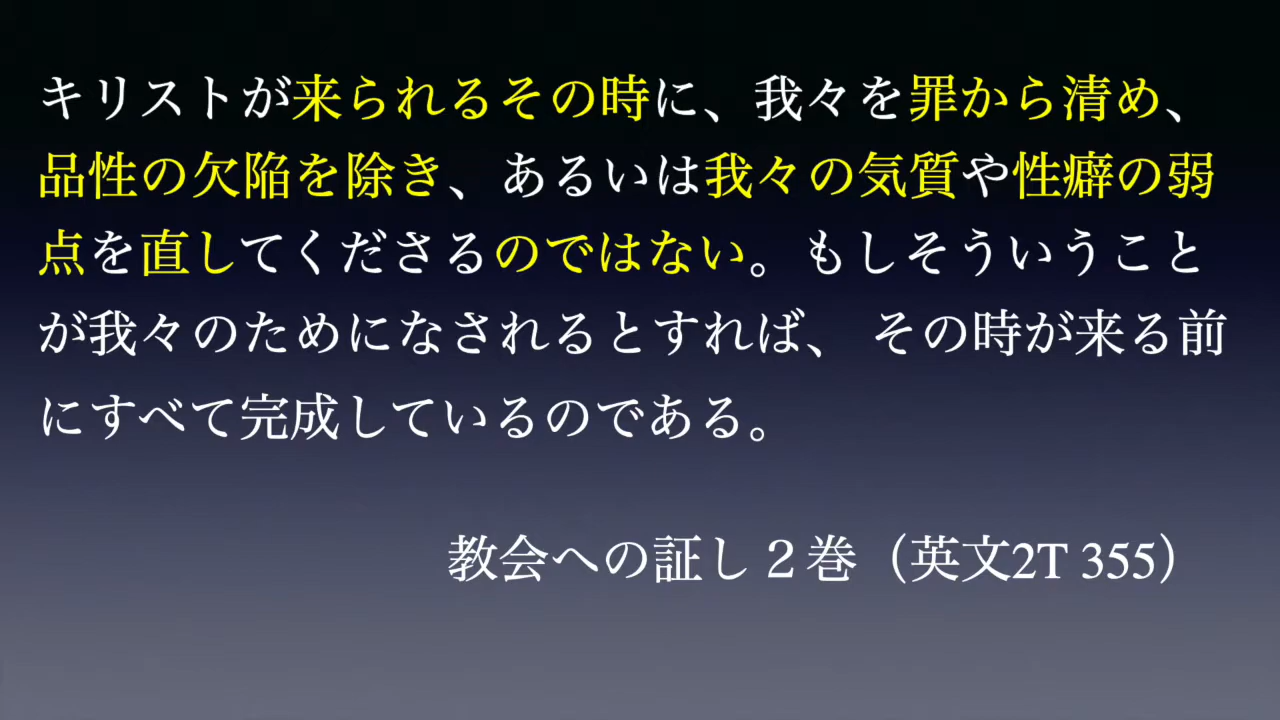 キリストが来られるその時に、我々を罪から清め、
品性の欠陥を除き、あるいは我々の気質や性癖の弱
点を直してくださるのではない。もしそういうこと
が我々のためになされるとすれば、 その時が来る前
にすべて完成しているのである。
教会への証し２巻（英文2T 355）